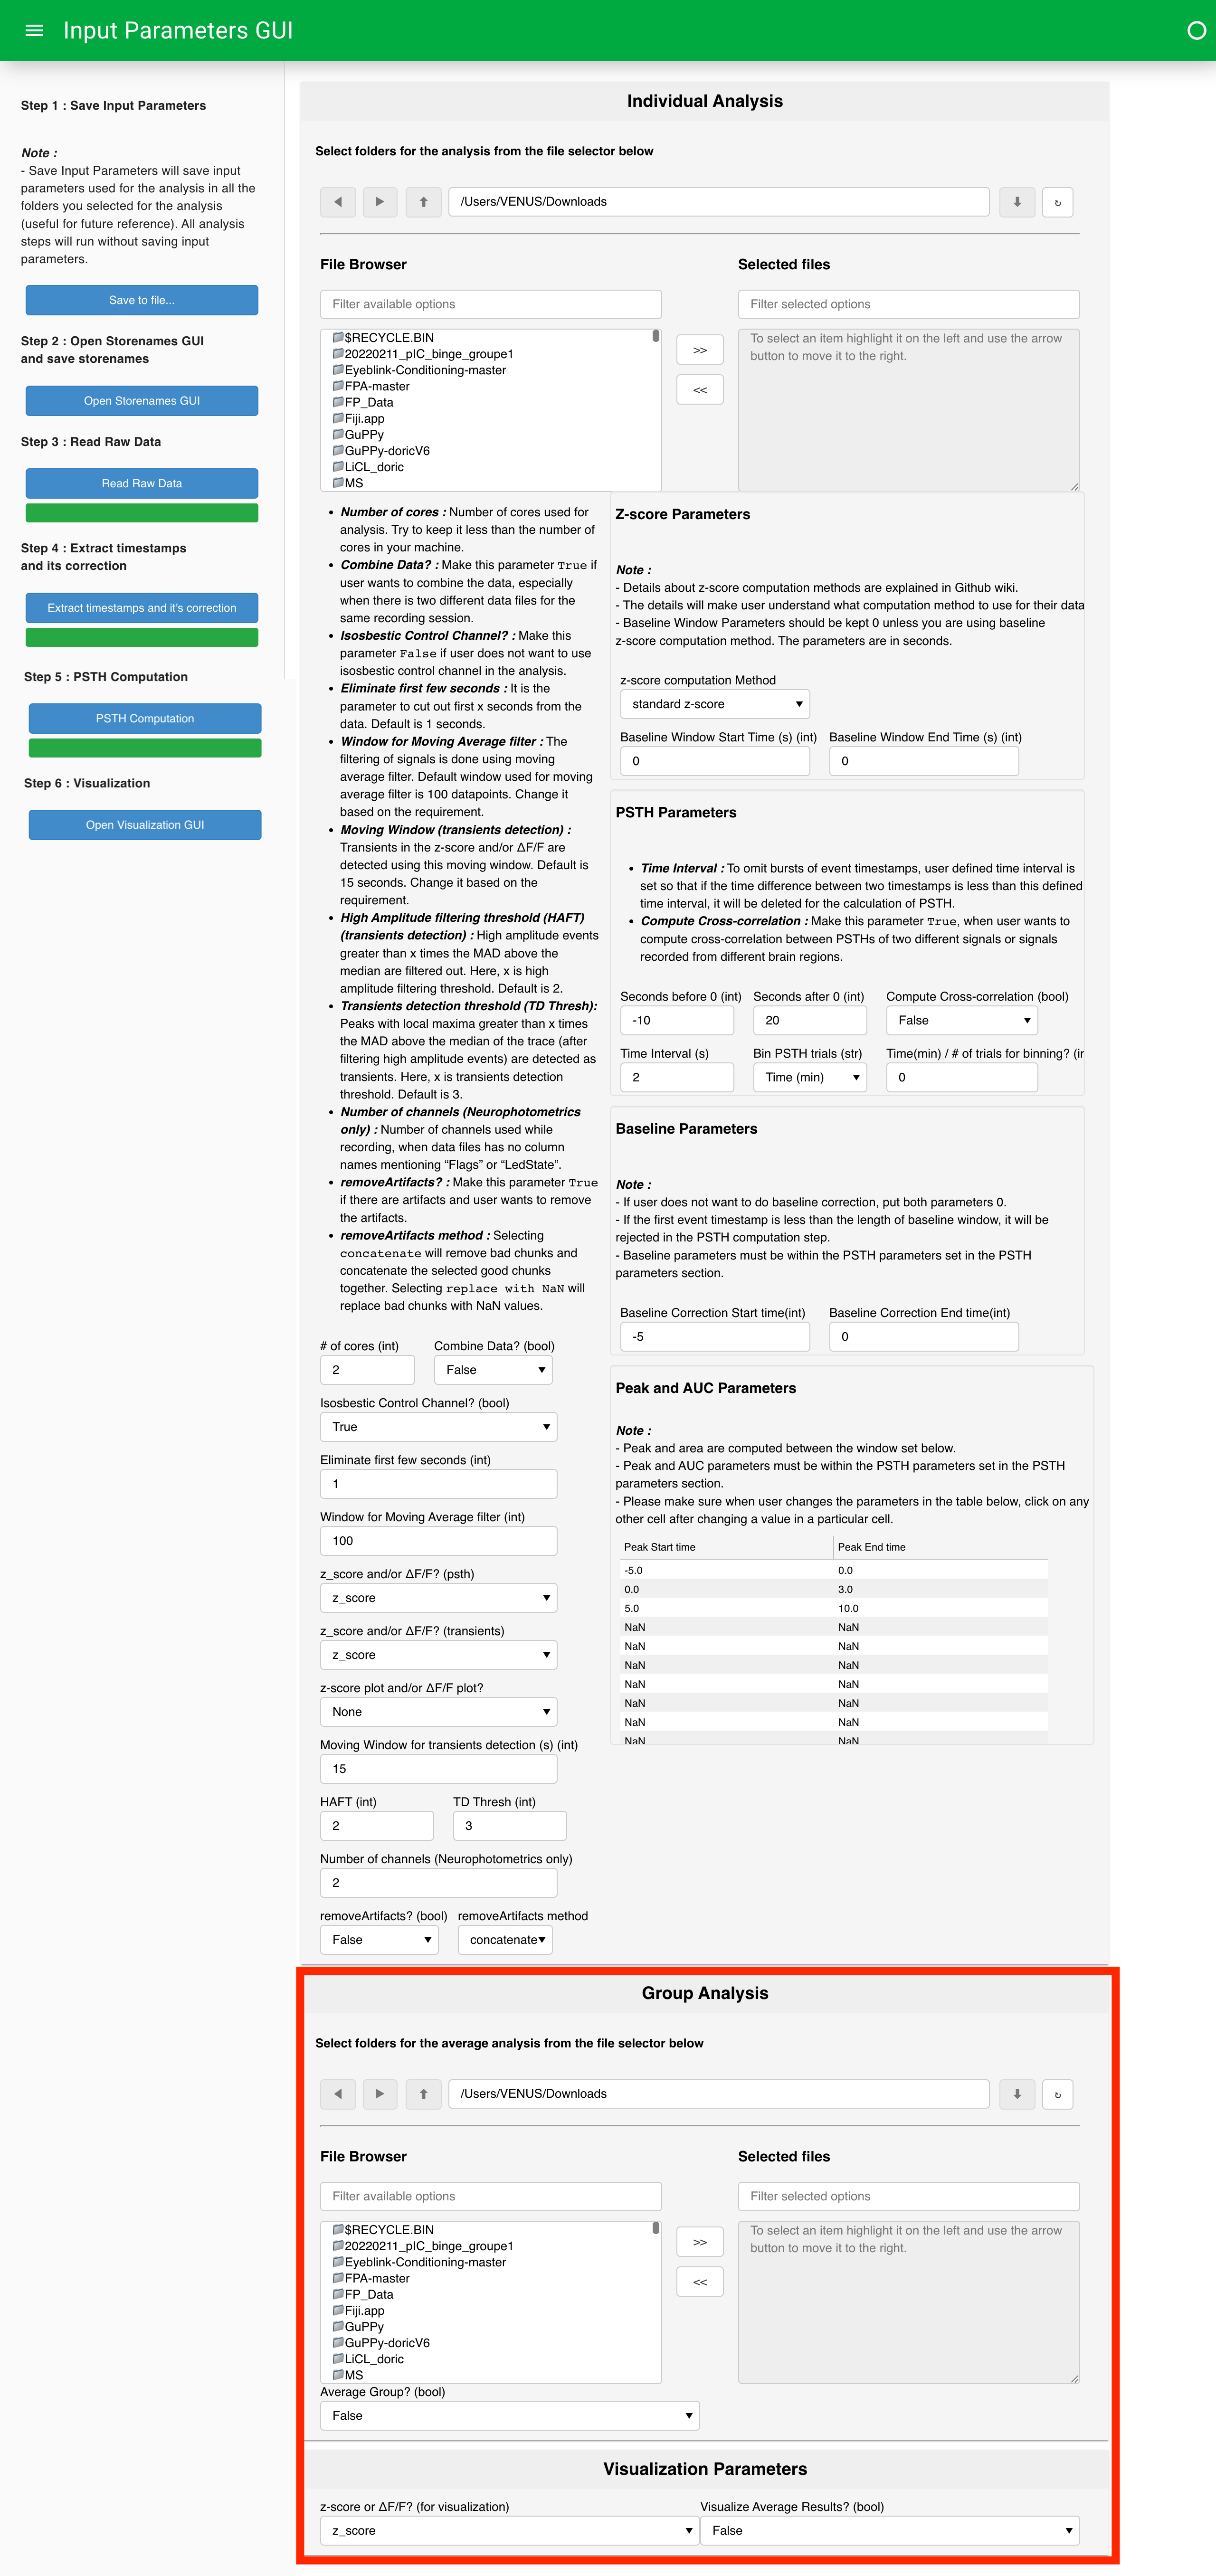 Input Parameters GUI
Step 1 : Save Input Parameters
Note :
- Save Input Parameters will save input
parameters used for the analysis in all the
folders you selected for the analysis
(useful for future reference). All analysis
steps will run without saving input
parameters.
Save to file...
Step 2 : Open Storenames GUI
and save storenames
Open Storenames GUI
Step 3 : Read Raw Data
Read Raw Data
Step 4 : Extract timestamps
and its correction
Extract timestamps and it's correction
Step 5 : PSTH Computation
PSTH Computation
Step 6 : Visualization
Open Visualization GUI
Individual Analysis
Select folders for the analysis from the file selector below
/Users/VENUS/Downloads
File Browser
Filter available options
$RECYCLE.BIN
20220211_pIC_binge_groupe1
Eyeblink-Conditioning-master
FPA-master
FP_Data
Fiji.app
GuPPy
GuPPy-doricV6
LiCL_doric
MS
>>
<<
Selected files
Filter selected options
To select an item highlight it on the left and use the arrow
button to move it to the right.
• Number of cores : Number of cores used for
analysis. Try to keep it less than the number of
cores in your machine.
• Combine Data? : Make this parameter True if
user wants to combine the data, especially
when there is two different data files for the
same recording session.
• Isosbestic Control Channel? : Make this
parameter False if user does not want to use
isosbestic control channel in the analysis.
• Eliminate first few seconds : It is the
parameter to cut out first x seconds from the
data. Default is 1 seconds.
• Window for Moving Average filter : The
filtering of signals is done using moving
average filter. Default window used for moving
average filter is 100 datapoints. Change it
based on the requirement.
• Moving Window (transients detection) :
Transients in the z-score and/or ΔF/F are
detected using this moving window. Default is
15 seconds. Change it based on the
requirement.
• High Amplitude filtering threshold (HAFT)
(transients detection) : High amplitude events
greater than x times the MAD above the
median are filtered out. Here, x is high
amplitude filtering threshold. Default is 2.
• Transients detection threshold (TD Thresh):
Peaks with local maxima greater than x times
the MAD above the median of the trace (after
filtering high amplitude events) are detected as
transients. Here, x is transients detection
threshold. Default is 3.
• Number of channels (Neurophotometrics
only) : Number of channels used while
recording, when data files has no column
names mentioning “Flags” or “LedState”.
• removeArtifacts? : Make this parameter True
if there are artifacts and user wants to remove
the artifacts.
• removeArtifacts method : Selecting
concatenate will remove bad chunks and
concatenate the selected good chunks
together. Selecting replace with NaN will
replace bad chunks with NaN values.
# of cores (int) Combine Data? (bool)
2 False
Isosbestic Control Channel? (bool)
True
Eliminate first few seconds (int)
1
Window for Moving Average filter (int)
100
z_score and/or ΔF/F? (psth)
z_score
z_score and/or ΔF/F? (transients)
z_score
z-score plot and/or ΔF/F plot?
None
Moving Window for transients detection (s) (int)
15
HAFT (int) TD Thresh (int)
2 3
Number of channels (Neurophotometrics only)
2
removeArtifacts? (bool) removeArtifacts method
False concatenate
Z-score Parameters
Note :
- Details about z-score computation methods are explained in Github wiki.
- The details will make user understand what computation method to use for their data
- Baseline Window Parameters should be kept 0 unless you are using baseline
z-score computation method. The parameters are in seconds.
z-score computation Method
standard z-score
Baseline Window Start Time (s) (int) Baseline Window End Time (s) (int)
0 0
PSTH Parameters
• Time Interval : To omit bursts of event timestamps, user defined time interval is
set so that if the time difference between two timestamps is less than this defined
time interval, it will be deleted for the calculation of PSTH.
• Compute Cross-correlation : Make this parameter True, when user wants to
compute cross-correlation between PSTHs of two different signals or signals
recorded from different brain regions.
Seconds before 0 (int) Seconds after 0 (int) Compute Cross-correlation (bool)
-10 20 False
Time Interval (s) Bin PSTH trials (str) Time(min) / # of trials for binning? (in
2 Time (min) 0
Baseline Parameters
Note :
- If user does not want to do baseline correction, put both parameters 0.
- If the first event timestamp is less than the length of baseline window, it will be
rejected in the PSTH computation step.
- Baseline parameters must be within the PSTH parameters set in the PSTH
parameters section.
Baseline Correction Start time(int) Baseline Correction End time(int)
-5 0
Peak and AUC Parameters
Note :
- Peak and area are computed between the window set below.
- Peak and AUC parameters must be within the PSTH parameters set in the PSTH
parameters section.
- Please make sure when user changes the parameters in the table below, click on any
other cell after changing a value in a particular cell.
Peak Start time Peak End time
-5.0 0.0
0.0 3.0
5.0 10.0
NaN NaN
NaN NaN
NaN NaN
NaN NaN
NaN NaN
NaN NaN
NaN NaN
Group Analysis
Select folders for the average analysis from the file selector below
/Users/VENUS/Downloads
File Browser
Filter available options
$RECYCLE.BIN
20220211_pIC_binge_groupe1
Eyeblink-Conditioning-master
FPA-master
FP_Data
Fiji.app
GuPPy
GuPPy-doricV6
LiCL_doric
MS
>>
<<
Selected files
Filter selected options
To select an item highlight it on the left and use the arrow
button to move it to the right.
Average Group? (bool)
False
Visualization Parameters
z-score or ΔF/F? (for visualization) Visualize Average Results? (bool)
z_score False